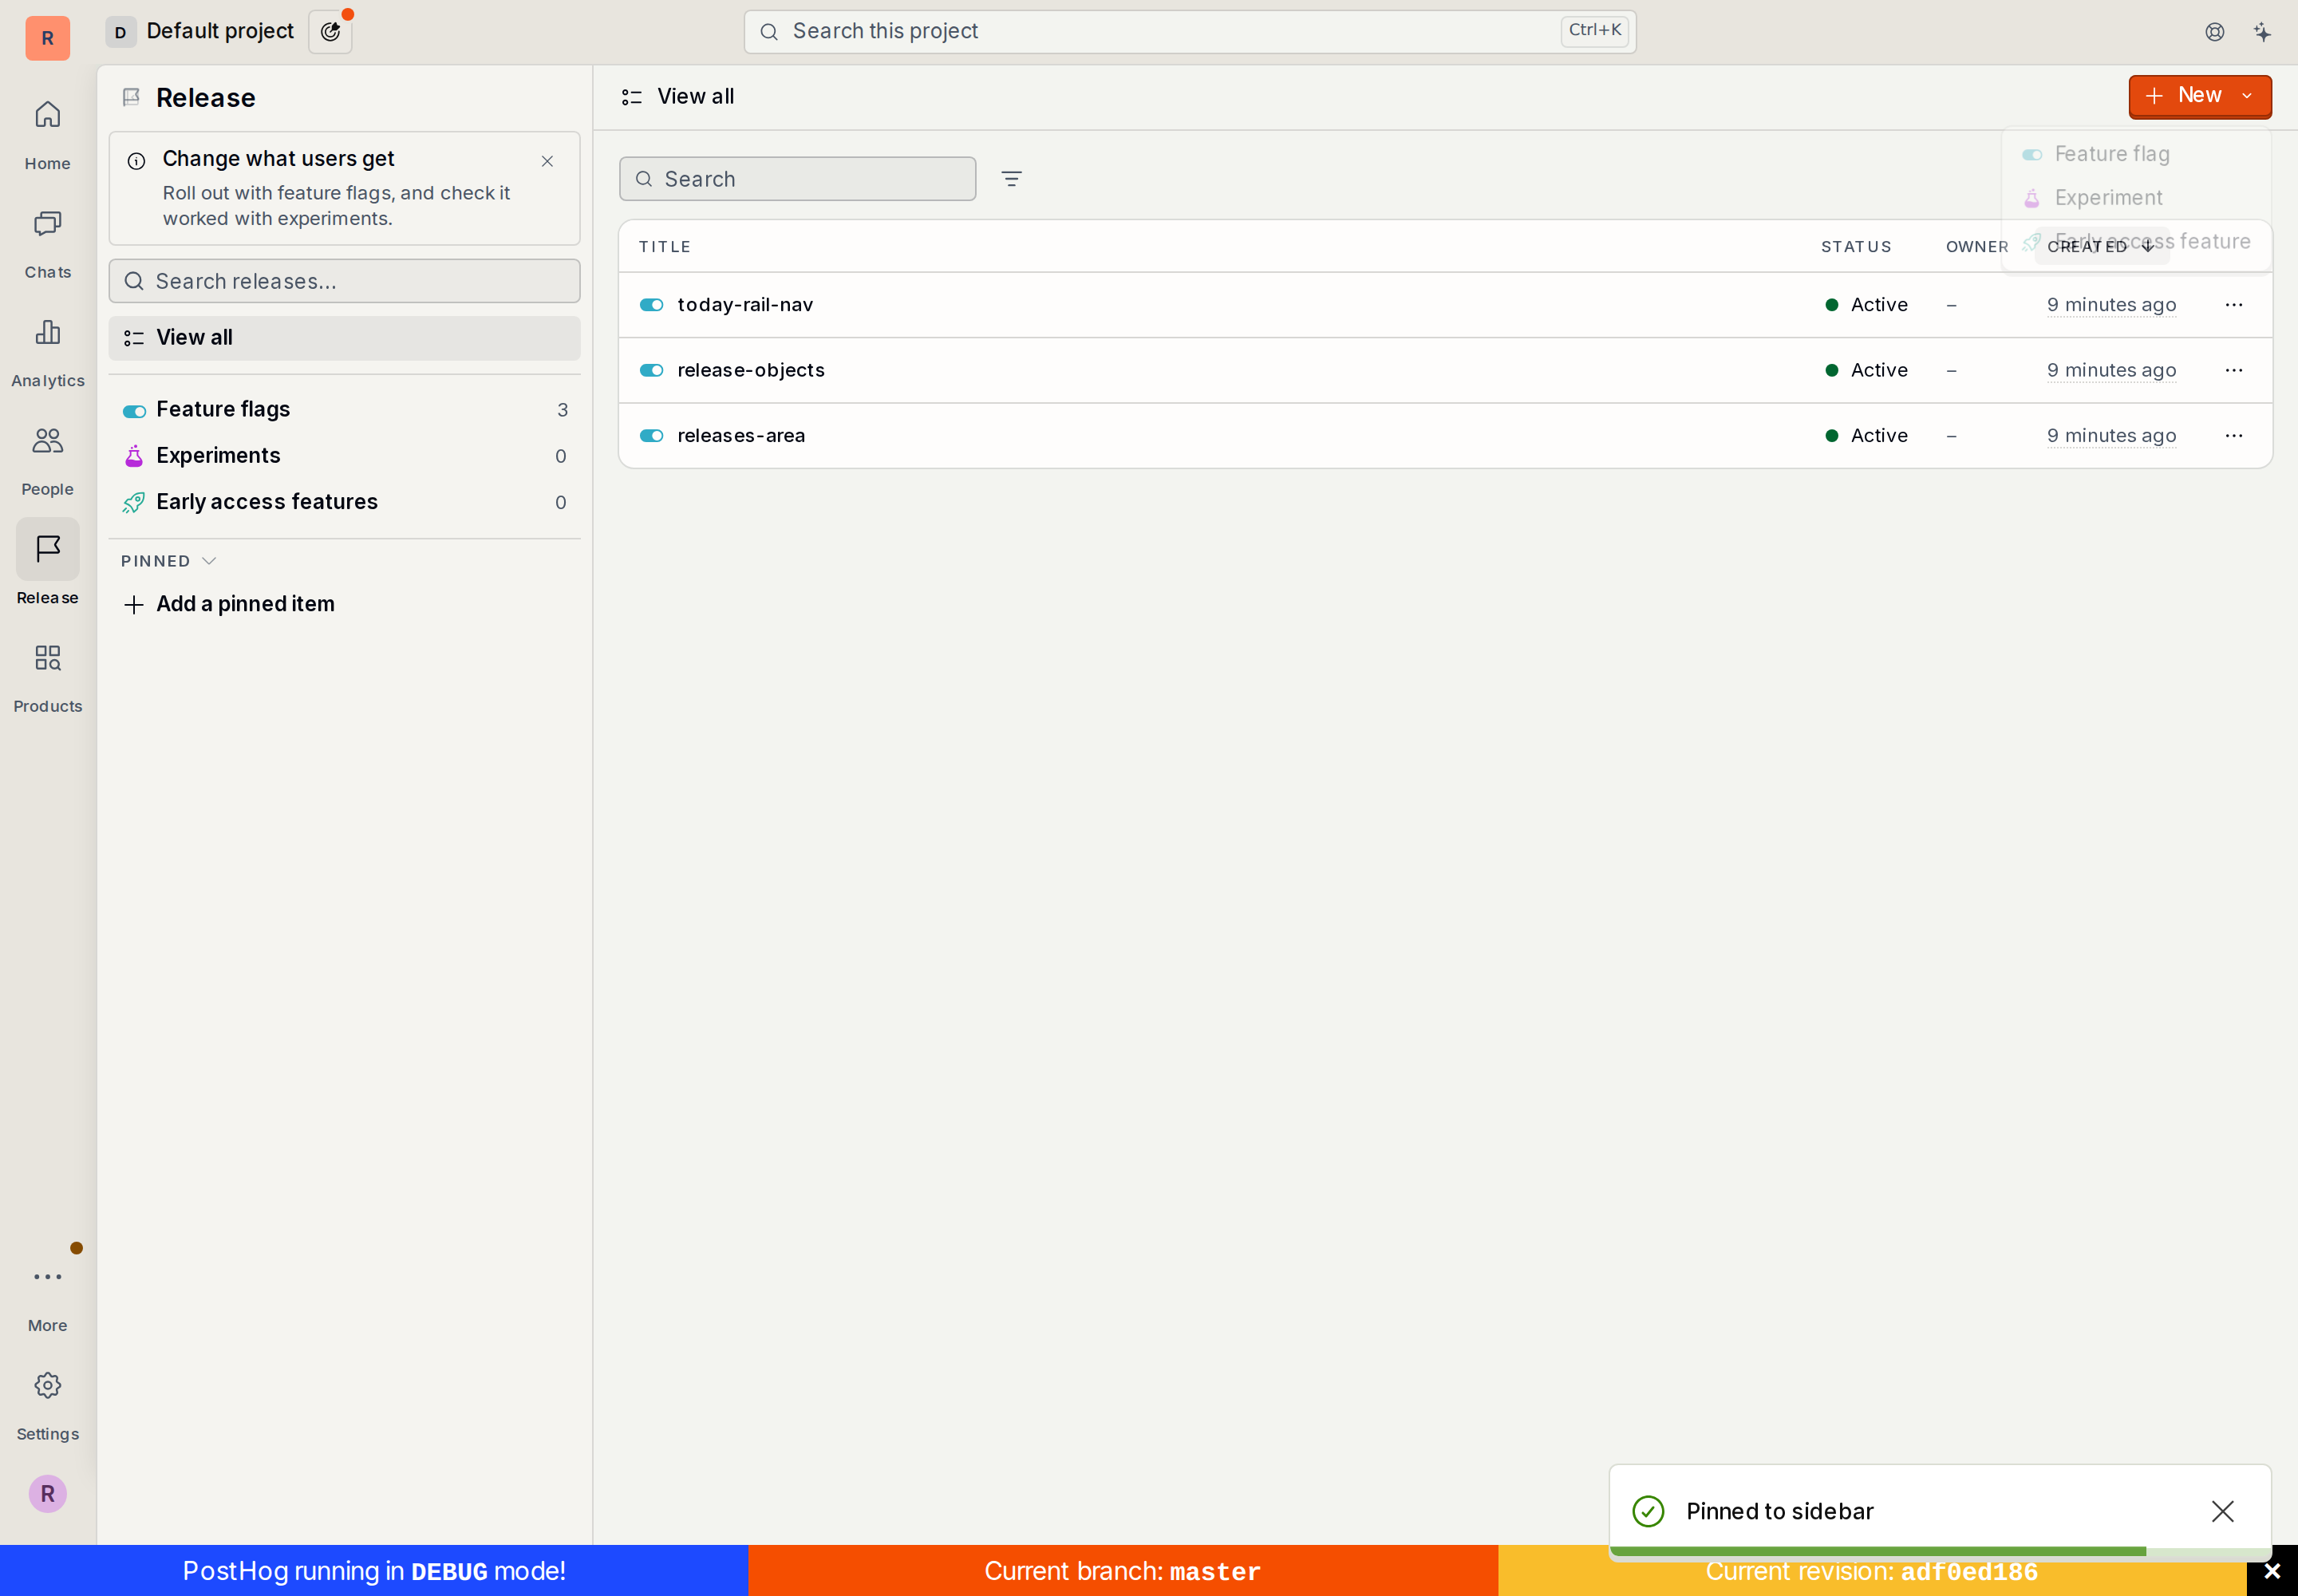 R
D Default project
Search this project Ctrl+K
Home
Chats
Analytics
People
Release
Products
More
Settings
R
Release
Change what users get
Roll out with feature flags, and check it
worked with experiments.
Search releases...
View all
Feature flags 3
Experiments 0
Early access features 0
PINNED
Add a pinned item
View all
New
Feature flag
Experiment
Early access feature
Search
TITLE STATUS OWNER CREATED
today-rail-nav Active – 9 minutes ago
release-objects Active – 9 minutes ago
releases-area Active – 9 minutes ago
Pinned to sidebar
PostHog running in DEBUG mode! Current branch: master Current revision: adf0ed186